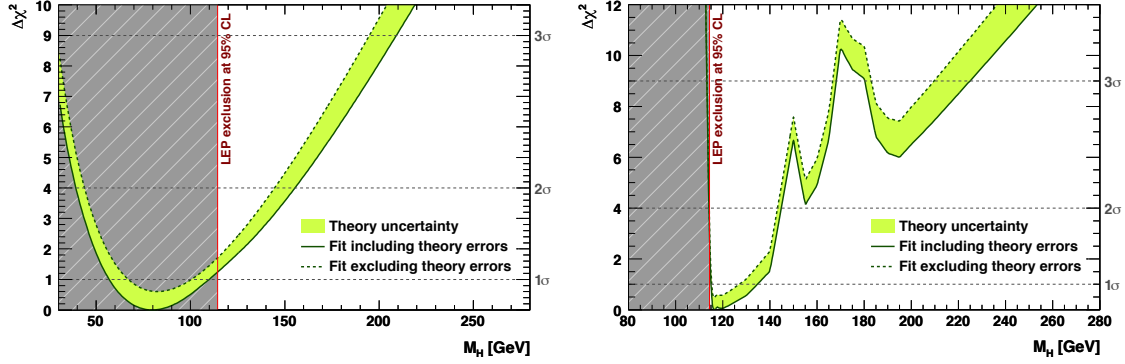 Δχ²
10
9
8
7
6
5
4
3
2
1
0
LEP exclusion at 95% CL
3σ
2σ
1σ
Theory uncertainty
Fit including theory errors
Fit excluding theory errors
50 100 150 200 250
M_H [GeV]
Δχ²
12
10
8
6
4
2
0
LEP exclusion at 95% CL
3σ
2σ
1σ
Theory uncertainty
Fit including theory errors
Fit excluding theory errors
80 100 120 140 160 180 200 220 240 260 280
M_H [GeV]